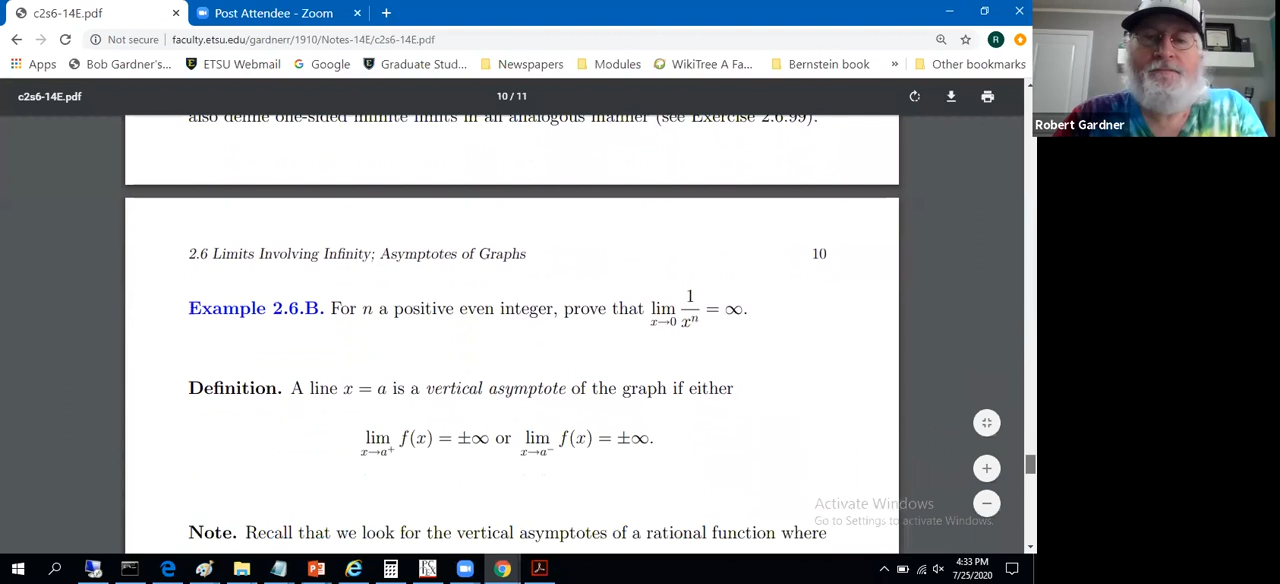 c2s6-14E.pdf
Post Attendee - Zoom
Not secure
faculty.etsu.edu/gardnerr/1910/Notes-14E/c2s6-14E.pdf
R
Apps
Bob Gardner's...
ETSU Webmail
Google
Graduate Stud...
Newspapers
Modules
WikiTree A Fa...
Bernstein book
»
Other bookmarks
c2s6-14E.pdf
10 / 11
also define one-sided infinite limits in an analogous manner (see Exercise 2.6.99).
2.6 Limits Involving Infinity; Asymptotes of Graphs 10
Example 2.6.B. For n a positive even integer, prove that lim x→0 1/xⁿ = ∞.
Definition. A line x = a is a vertical asymptote of the graph if either
lim x→a⁺ f(x) = ±∞ or lim x→a⁻ f(x) = ±∞.
Note. Recall that we look for the vertical asymptotes of a rational function where
Activate Windows
Go to Settings to activate Windows.
Robert Gardner
4:33 PM
7/25/2020